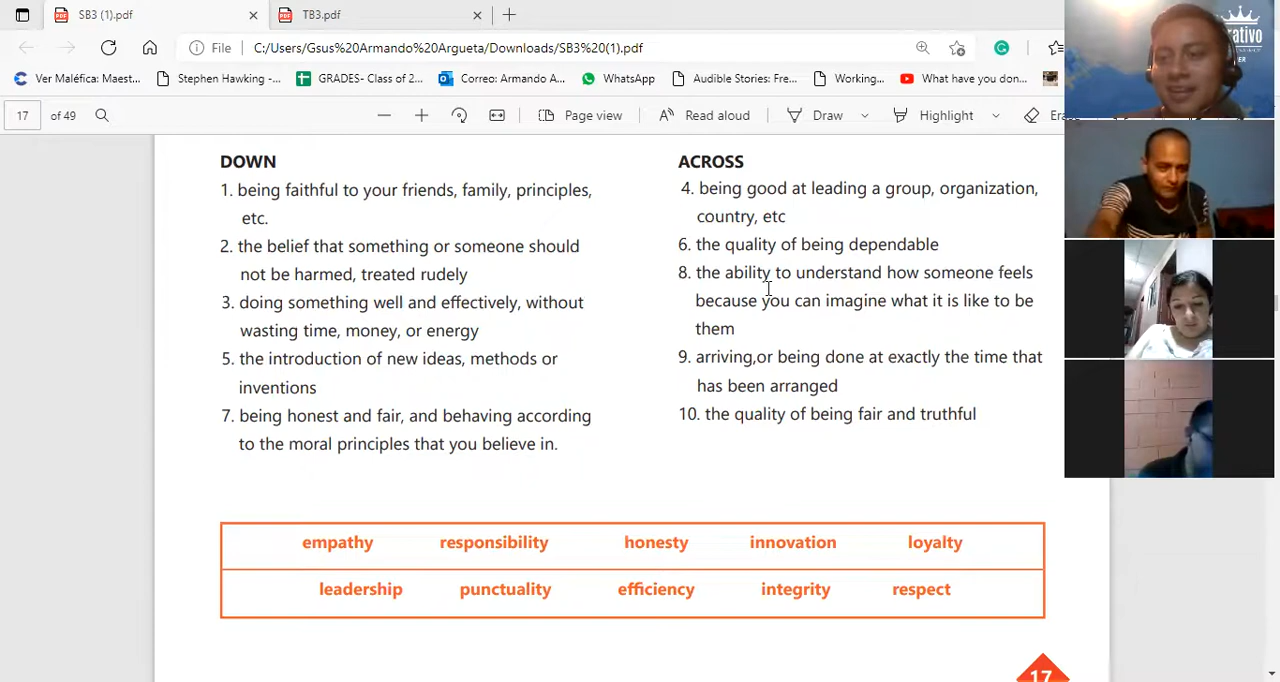 SB3 (1).pdf
TB3.pdf
File
C:/Users/Gsus%20Armando%20Argueta/Downloads/SB3%20(1).pdf
Ver Maléfica: Maest...
Stephen Hawking -...
GRADES- Class of 2...
Correo: Armando A...
WhatsApp
Audible Stories: Fre...
Working...
What have you don...
17 of 49
Page view
Read aloud
Draw
Highlight
DOWN
1. being faithful to your friends, family, principles,
etc.
2. the belief that something or someone should
not be harmed, treated rudely
3. doing something well and effectively, without
wasting time, money, or energy
5. the introduction of new ideas, methods or
inventions
7. being honest and fair, and behaving according
to the moral principles that you believe in.
ACROSS
4. being good at leading a group, organization,
country, etc
6. the quality of being dependable
8. the ability to understand how someone feels
because you can imagine what it is like to be
them
9. arriving,or being done at exactly the time that
has been arranged
10. the quality of being fair and truthful
empathy responsibility honesty innovation loyalty
leadership punctuality efficiency integrity respect
17